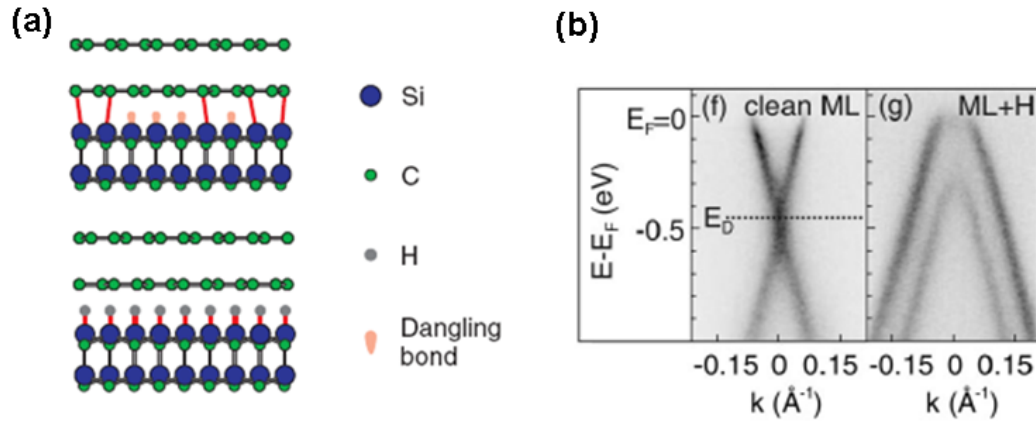 (a)
Si
C
H
Dangling
bond
(b)
(f) clean ML
(g) ML+H
E_F=0
E_D
-0.5
E-E_F (eV)
-0.15 0 0.15
-0.15 0 0.15
k (Å⁻¹)
k (Å⁻¹)